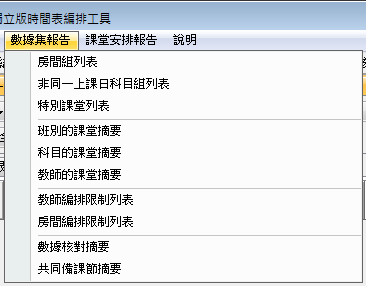 立版時間表編排工具
數據集報告 課堂安排報告 說明
房間組列表
非同一上課日科目組列表
特別課堂列表
班別的課堂摘要
科目的課堂摘要
教師的課堂摘要
教師編排限制列表
房間編排限制列表
數據核對摘要
共同備課節摘要